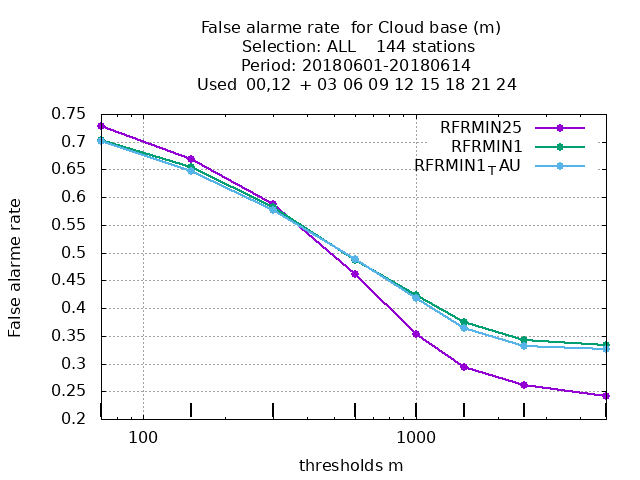 False alarme rate  for Cloud base (m)
Selection: ALL    144 stations
Period: 20180601-20180614
Used  00,12  + 03 06 09 12 15 18 21 24
RFRMIN25
RFRMIN1
RFRMIN1TAU
False alarme rate
0.75
0.7
0.65
0.6
0.55
0.5
0.45
0.4
0.35
0.3
0.25
0.2
100
1000
thresholds m